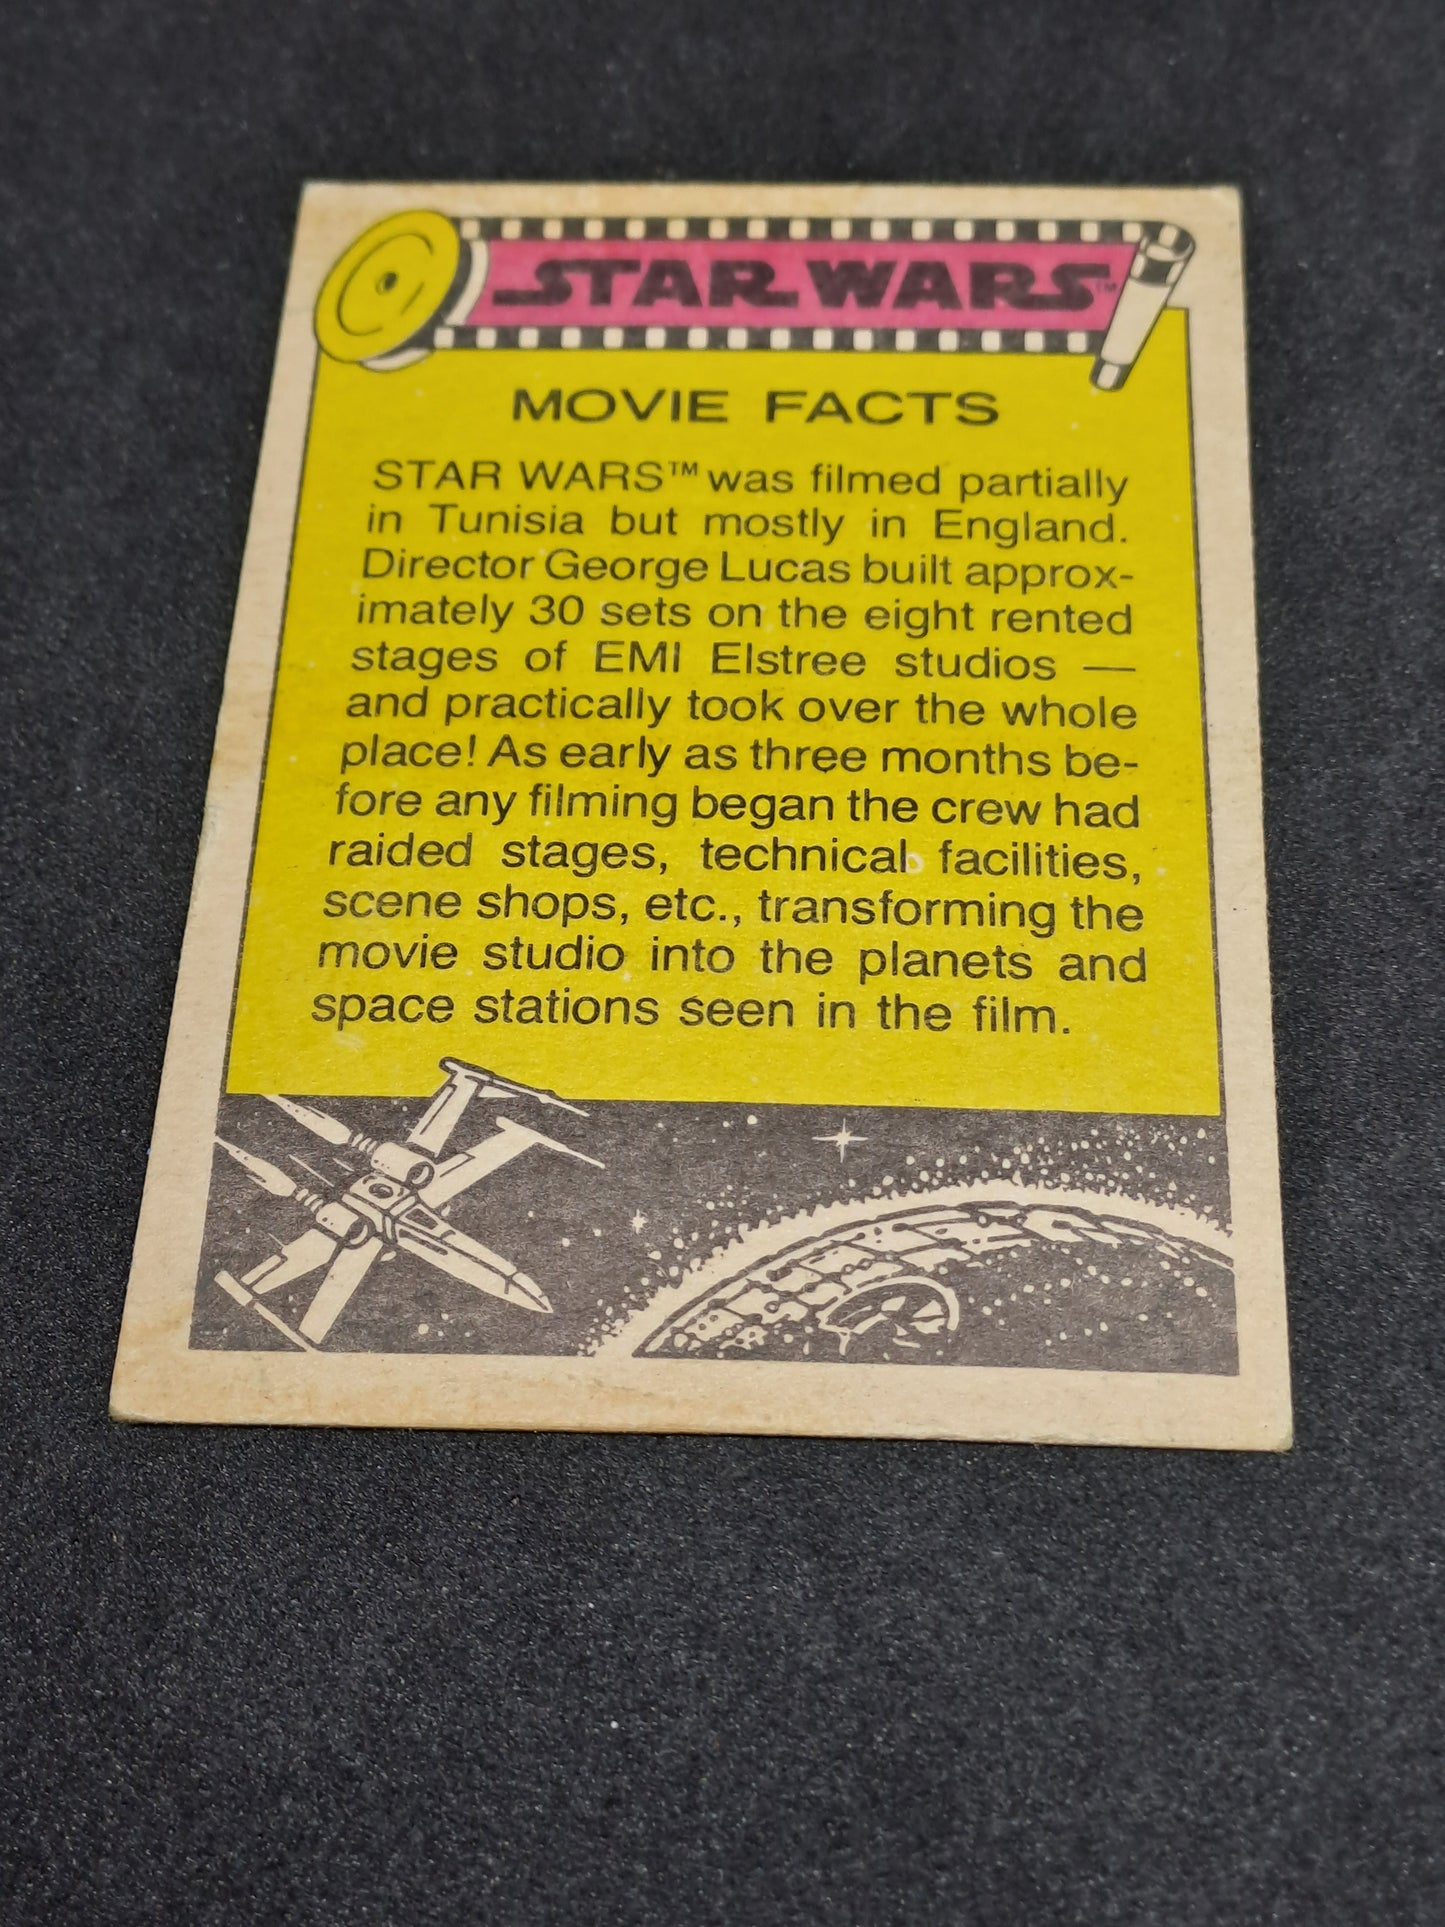 STAR WARS™
MOVIE FACTS
STAR WARS™ was filmed partially
in Tunisia but mostly in England.
Director George Lucas built approx-
imately 30 sets on the eight rented
stages of EMI Elstree studios —
and practically took over the whole
place! As early as three months be-
fore any filming began the crew had
raided stages, technical facilities,
scene shops, etc., transforming the
movie studio into the planets and
space stations seen in the film.